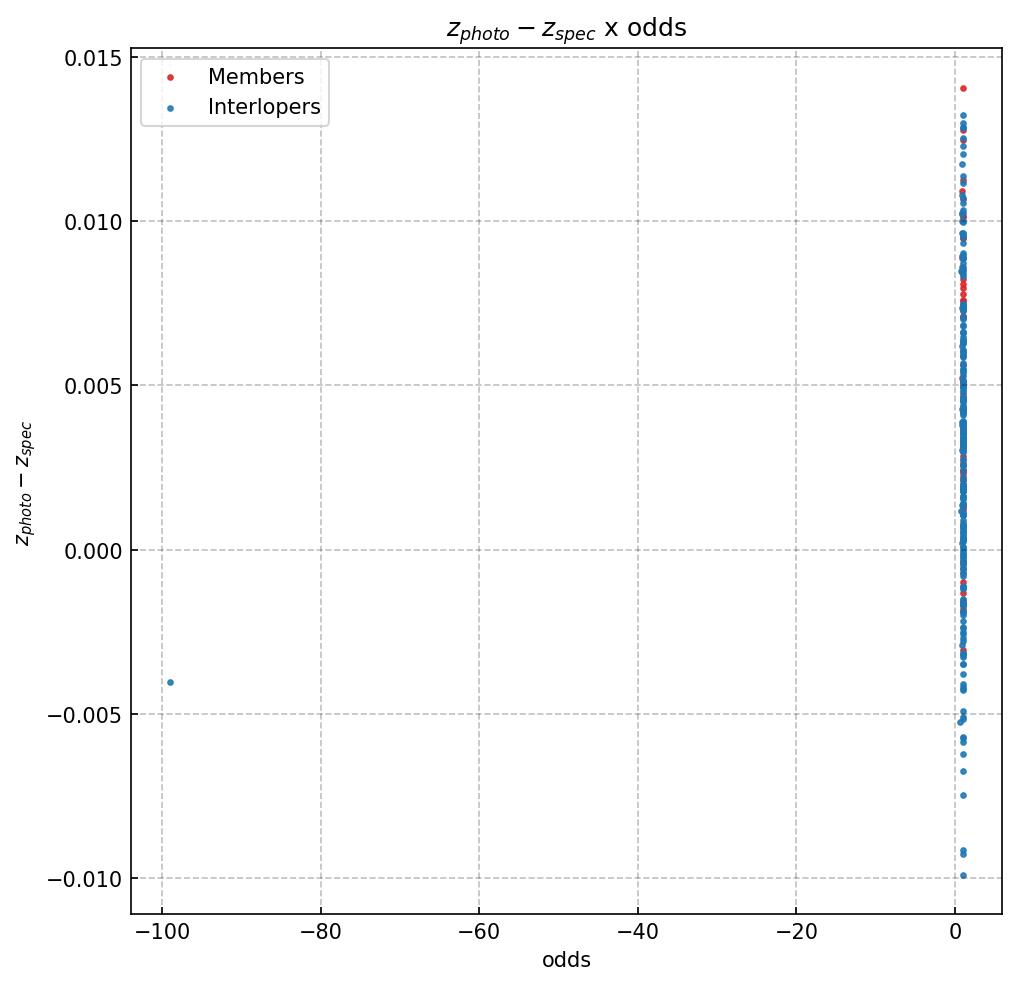 z_photo − z_spec x odds
Members
Interlopers
0.015
0.010
0.005
0.000
−0.005
−0.010
z_photo − z_spec
−100
−80
−60
−40
−20
0
odds